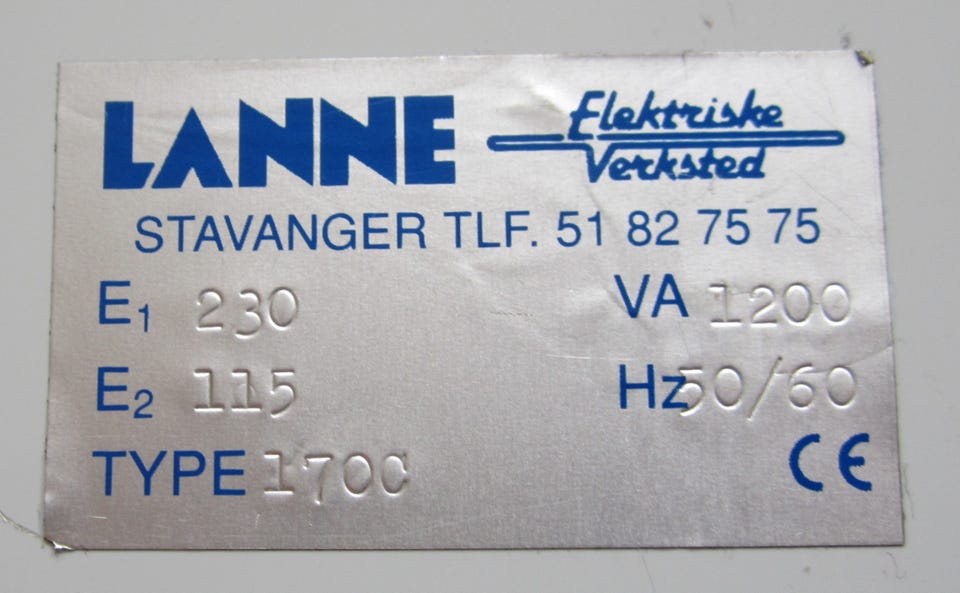 LANNE Elektriske Verksted
STAVANGER TLF. 51 82 75 75
E1 230 VA 1200
E2 115 Hz 50/60
TYPE 1700
CE